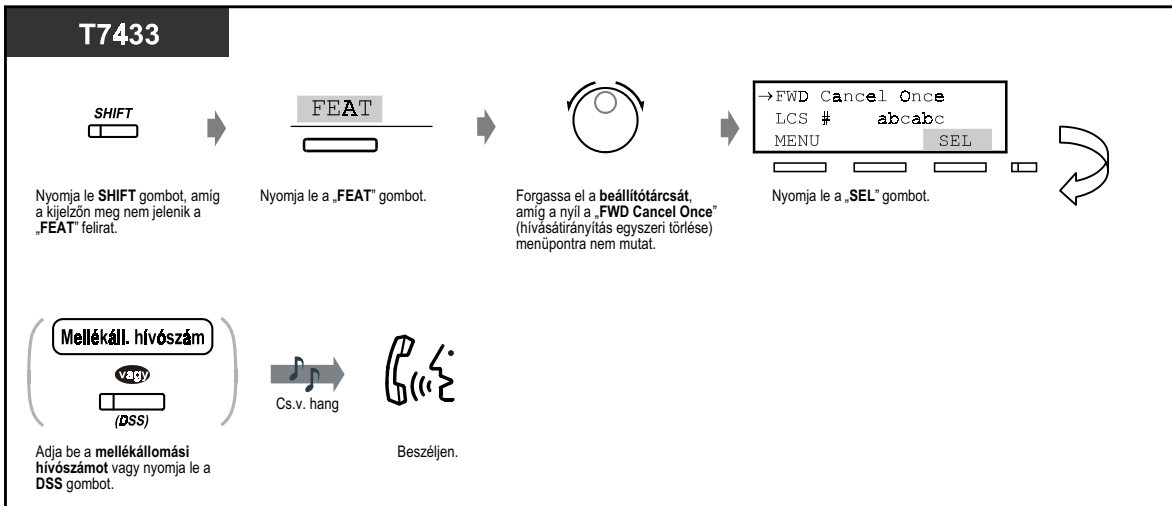 T7433
SHIFT
FEAT
→FWD Cancel Once
LCS # abcabc
MENU SEL
Nyomja le SHIFT gombot, amíg
a kijelzőn meg nem jelenik a
„FEAT” felirat.
Nyomja le a „FEAT” gombot.
Forgassa el a beállítótárcsát,
amíg a nyíl a „FWD Cancel Once”
(hívásátirányítás egyszeri törlése)
menüpontra nem mutat.
Nyomja le a „SEL” gombot.
Mellékáll. hívószám
vagy
(DSS)
Cs.v. hang
Adja be a mellékállomási
hívószámot vagy nyomja le a
DSS gombot.
Beszéljen.